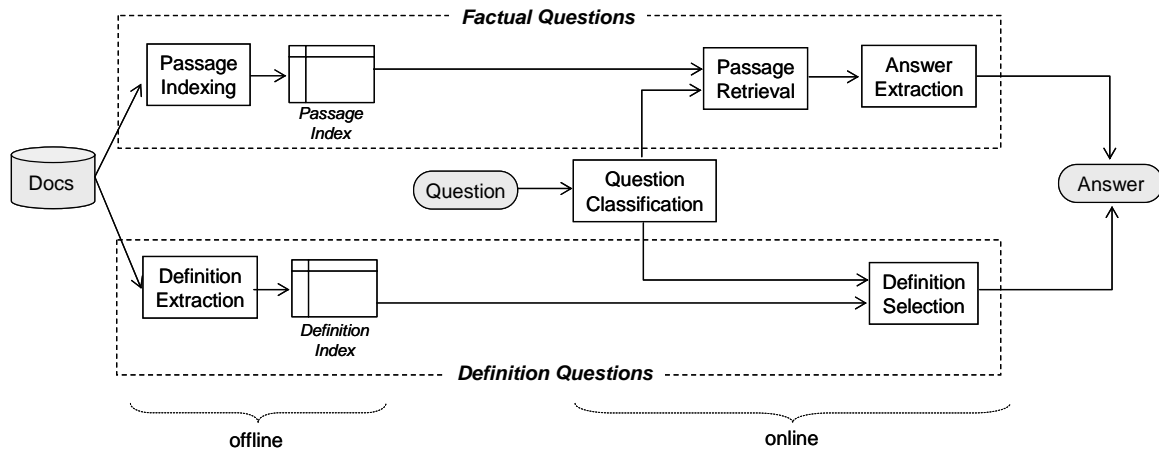 Factual Questions
Passage
Indexing
Passage
Index
Passage
Retrieval
Answer
Extraction
Docs
Question
Question
Classification
Answer
Definition
Extraction
Definition
Index
Definition
Selection
Definition Questions
offline
online